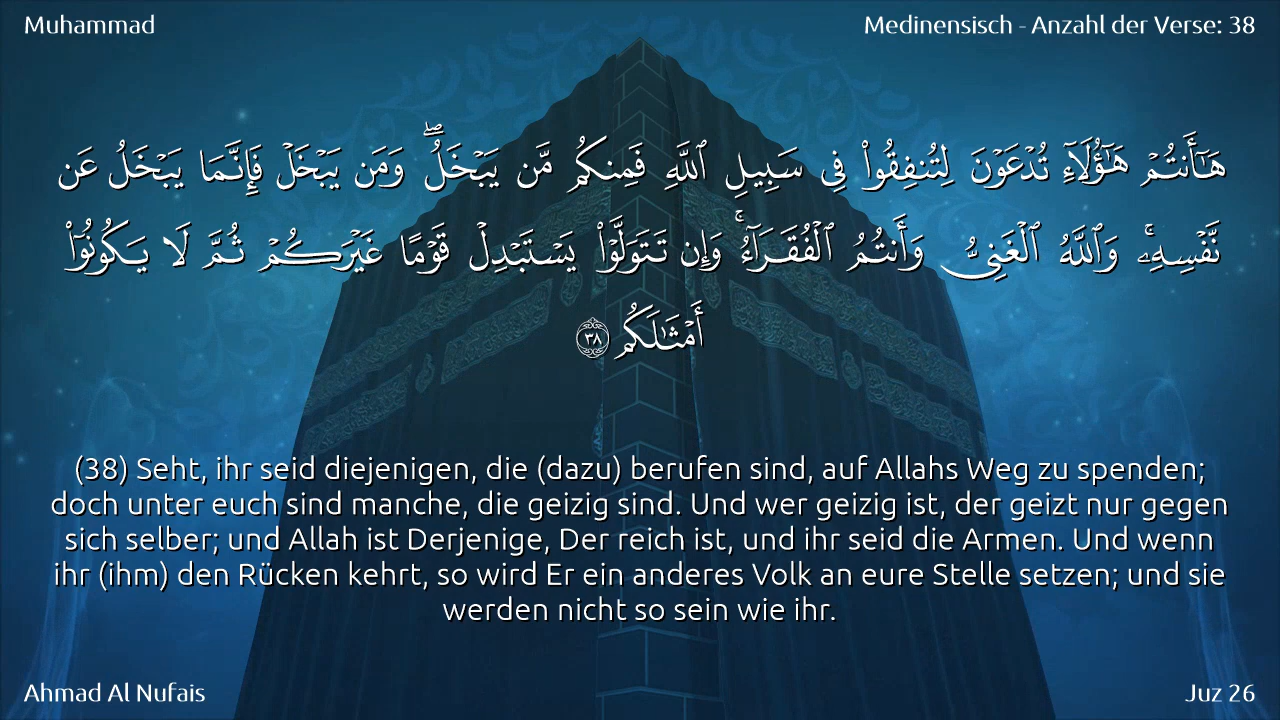 Muhammad
Medinensisch - Anzahl der Verse: 38
هَـٰٓأَنتُمْ هَـٰٓؤُلَآءِ تُدْعَوْنَ لِتُنفِقُوا۟ فِى سَبِيلِ ٱللَّهِ فَمِنكُم مَّن يَبْخَلُ ۖ وَمَن يَبْخَلْ فَإِنَّمَا يَبْخَلُ عَن
نَّفْسِهِۦ ۚ وَٱللَّهُ ٱلْغَنِىُّ وَأَنتُمُ ٱلْفُقَرَآءُ ۚ وَإِن تَتَوَلَّوْا۟ يَسْتَبْدِلْ قَوْمًا غَيْرَكُمْ ثُمَّ لَا يَكُونُوٓا۟
أَمْثَـٰلَكُم ٣٨
(38) Seht, ihr seid diejenigen, die (dazu) berufen sind, auf Allahs Weg zu spenden;
doch unter euch sind manche, die geizig sind. Und wer geizig ist, der geizt nur gegen
sich selber; und Allah ist Derjenige, Der reich ist, und ihr seid die Armen. Und wenn
ihr (ihm) den Rücken kehrt, so wird Er ein anderes Volk an eure Stelle setzen; und sie
werden nicht so sein wie ihr.
Ahmad Al Nufais
Juz 26